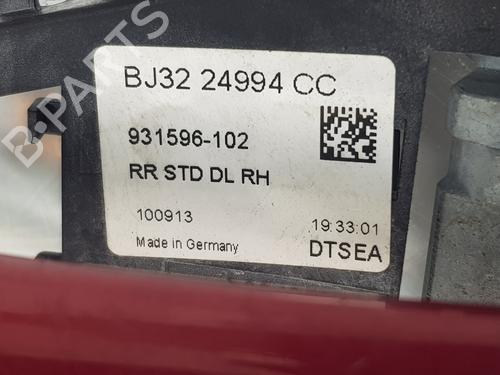 BJ32 24994 CC
931596-102
RR STD DL RH
100913 19:33:01
Made in Germany DTSEA
B-PARTS